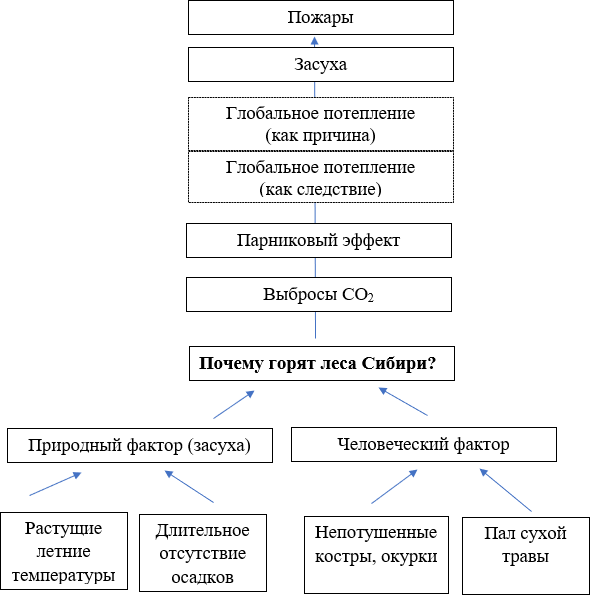 Пожары
Засуха
Глобальное потепление
(как причина)
Глобальное потепление
(как следствие)
Парниковый эффект
Выбросы CO₂
Почему горят леса Сибири?
Природный фактор (засуха)
Человеческий фактор
Растущие
летние
температуры
Длительное
отсутствие
осадков
Непотушенные
костры, окурки
Пал сухой
травы